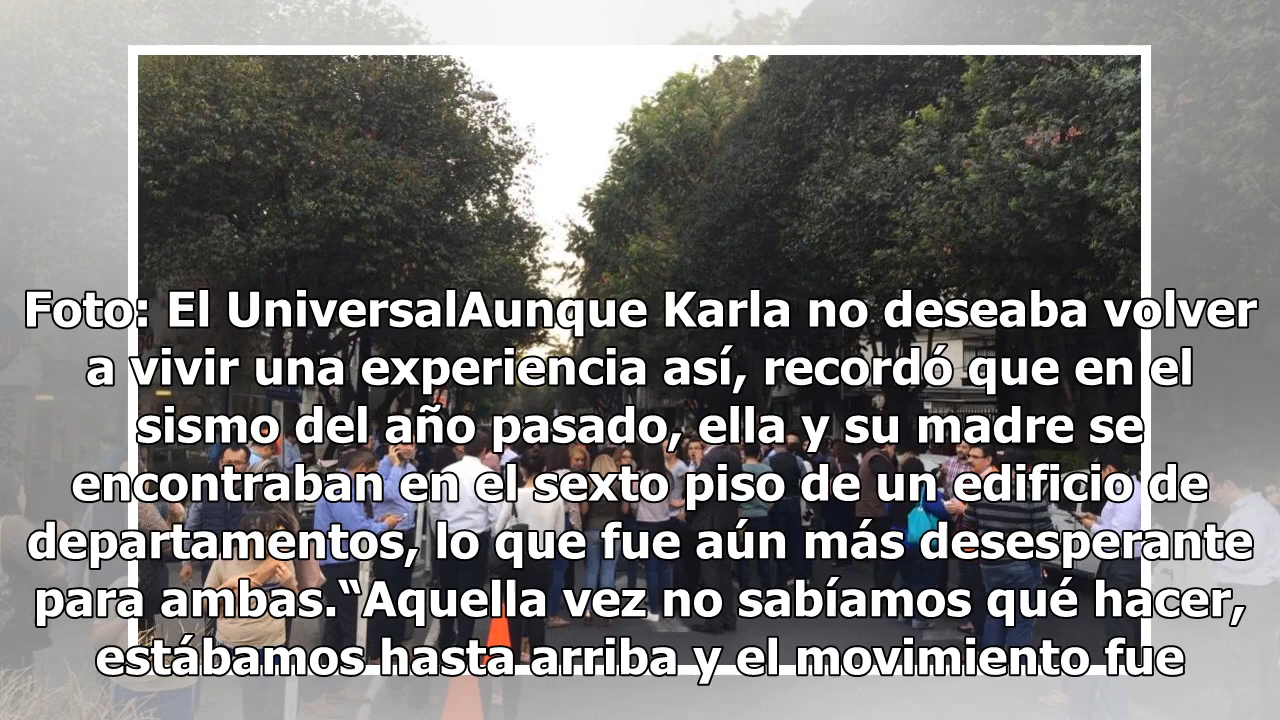 Foto: El UniversalAunque Karla no deseaba volver
a vivir una experiencia así, recordó que en el
sismo del año pasado, ella y su madre se
encontraban en el sexto piso de un edificio de
departamentos, lo que fue aún más desesperante
para ambas.“Aquella vez no sabíamos qué hacer,
estábamos hasta arriba y el movimiento fue